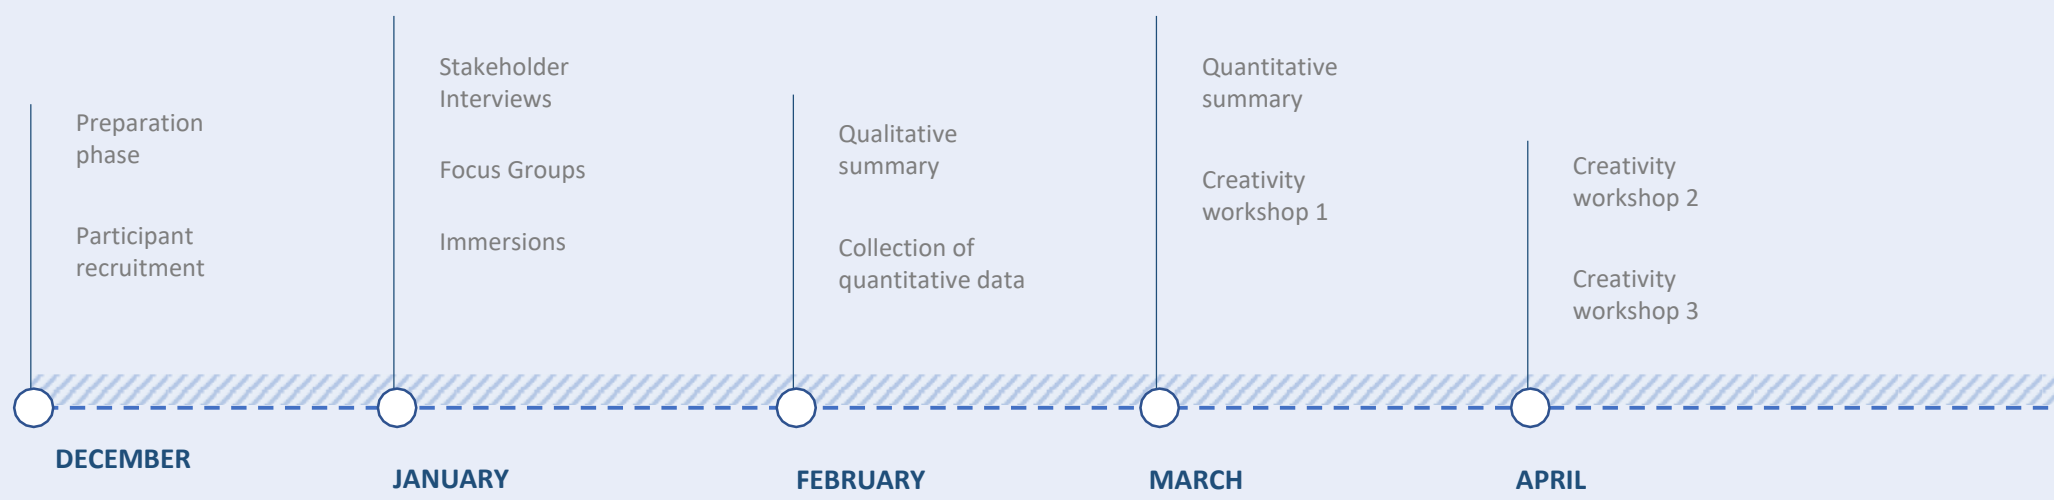 Preparation
phase
Participant
recruitment
DECEMBER
Stakeholder
Interviews
Focus Groups
Immersions
JANUARY
Qualitative
summary
Collection of
quantitative data
FEBRUARY
Quantitative
summary
Creativity
workshop 1
MARCH
Creativity
workshop 2
Creativity
workshop 3
APRIL